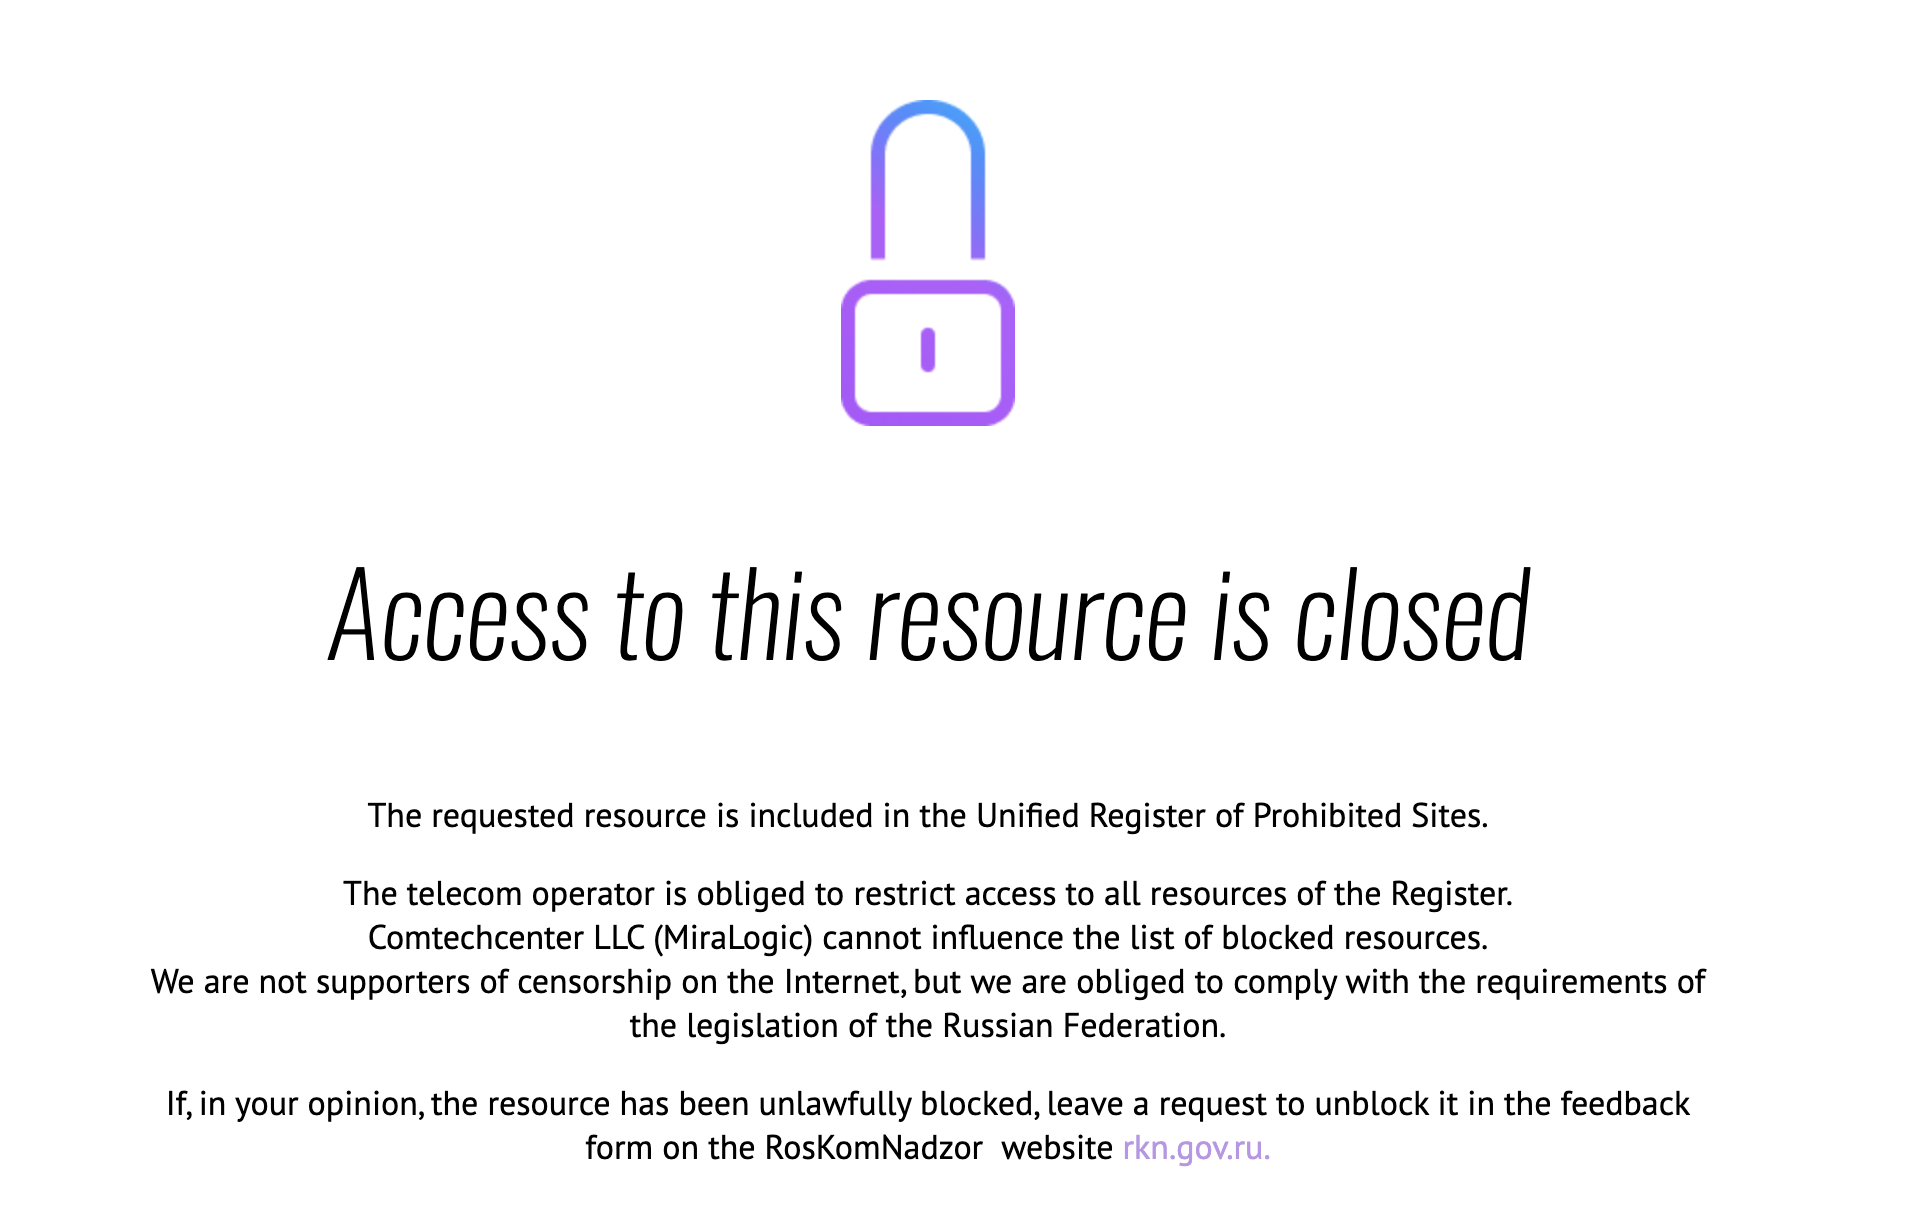 Access to this resource is closed
The requested resource is included in the Unified Register of Prohibited Sites.
The telecom operator is obliged to restrict access to all resources of the Register.
Comtechcenter LLC (MiraLogic) cannot influence the list of blocked resources.
We are not supporters of censorship on the Internet, but we are obliged to comply with the requirements of
the legislation of the Russian Federation.
If, in your opinion, the resource has been unlawfully blocked, leave a request to unblock it in the feedback
form on the RosKomNadzor  website rkn.gov.ru.